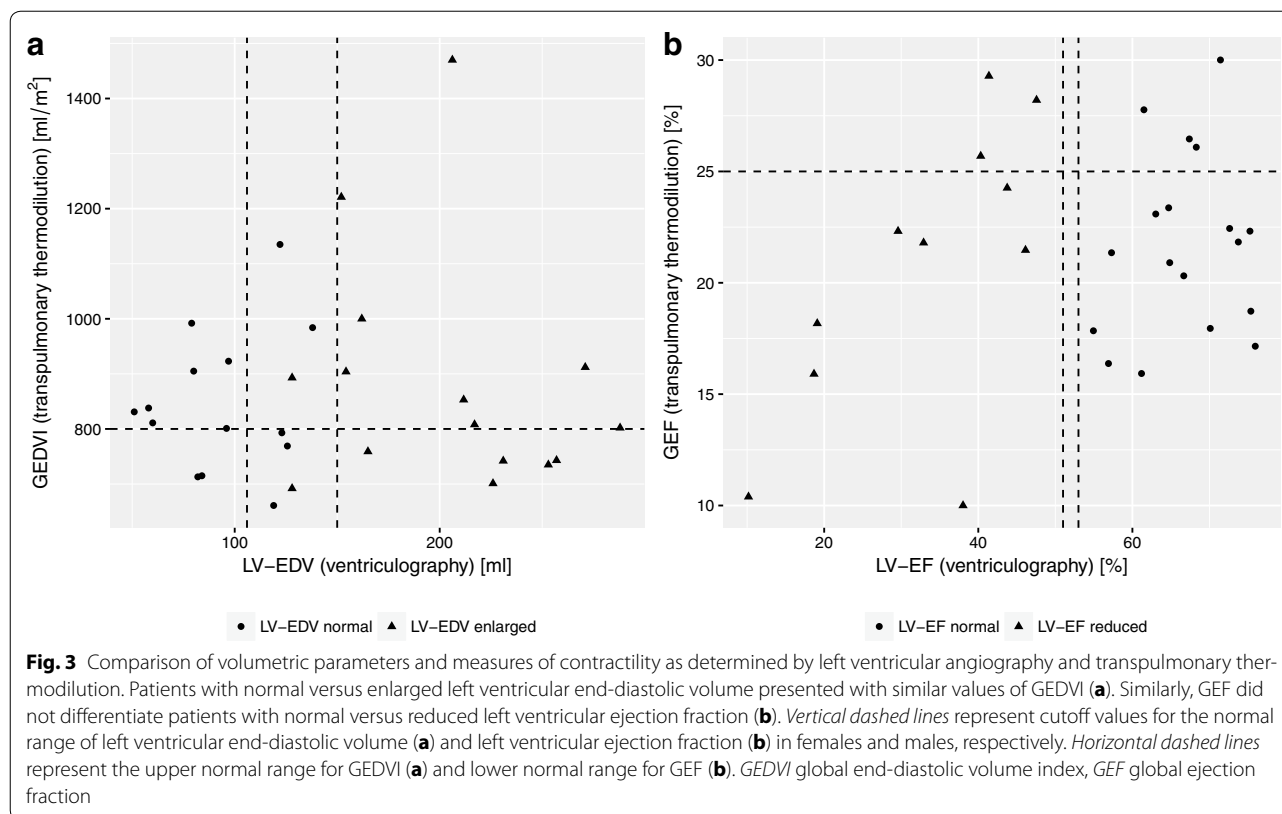 a
GEDVI (transpulmonary thermodilution) [ml/m²]
1400
1200
1000
800
100
200
LV−EDV (ventriculography) [ml]
LV−EDV normal LV−EDV enlarged
b
GEF (transpulmonary thermodilution) [%]
30
25
20
15
10
20
40
60
LV−EF (ventriculography) [%]
LV−EF normal LV−EF reduced
Fig. 3 Comparison of volumetric parameters and measures of contractility as determined by left ventricular angiography and transpulmonary ther-
modilution. Patients with normal versus enlarged left ventricular end-diastolic volume presented with similar values of GEDVI (a). Similarly, GEF did
not differentiate patients with normal versus reduced left ventricular ejection fraction (b). Vertical dashed lines represent cutoff values for the normal
range of left ventricular end-diastolic volume (a) and left ventricular ejection fraction (b) in females and males, respectively. Horizontal dashed lines
represent the upper normal range for GEDVI (a) and lower normal range for GEF (b). GEDVI global end-diastolic volume index, GEF global ejection
fraction